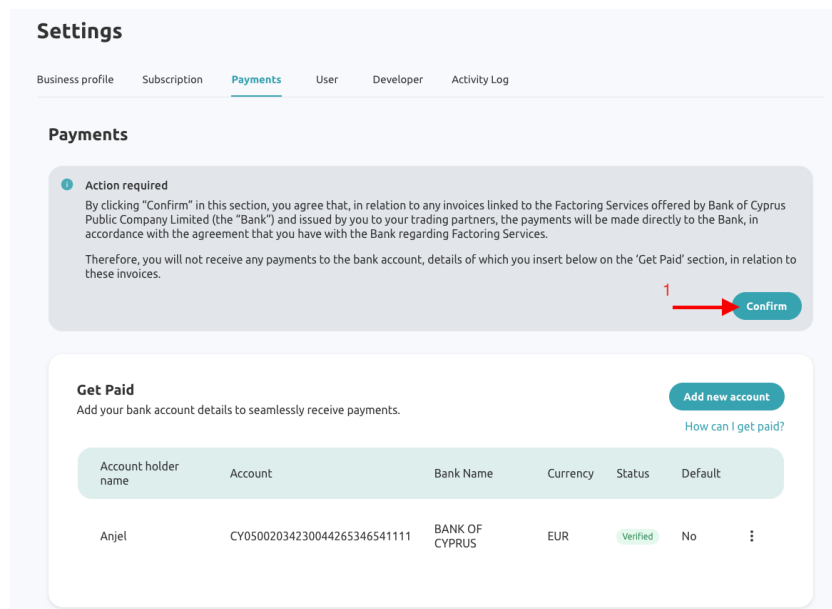 Settings
Business profile Subscription Payments User Developer Activity Log
Payments
Action required
By clicking “Confirm” in this section, you agree that, in relation to any invoices linked to the Factoring Services offered by Bank of Cyprus
Public Company Limited (the “Bank”) and issued by you to your trading partners, the payments will be made directly to the Bank, in
accordance with the agreement that you have with the Bank regarding Factoring Services.
Therefore, you will not receive any payments to the bank account, details of which you insert below on the ‘Get Paid’ section, in relation to
these invoices.
1
Confirm
Get Paid
Add your bank account details to seamlessly receive payments.
Add new account
How can I get paid?
Account holder
name
Account
Bank Name
Currency
Status
Default
Anjel
CY05002034230044265346541111
BANK OF
CYPRUS
EUR
Verified
No